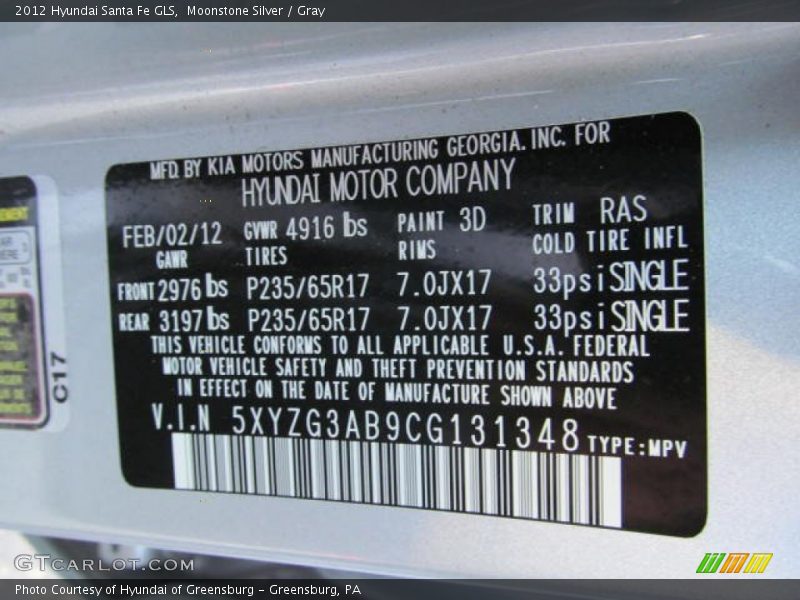 2012 Hyundai Santa Fe GLS, Moonstone Silver / Gray
MFD. BY KIA MOTORS MANUFACTURING GEORGIA. INC. FOR
HYUNDAI MOTOR COMPANY
FEB/02/12 GVWR 4916 lbs PAINT 3D TRIM RAS
GAWR TIRES RIMS COLD TIRE INFL
FRONT 2976 lbs P235/65R17 7.0JX17 33psi SINGLE
REAR 3197 lbs P235/65R17 7.0JX17 33psi SINGLE
THIS VEHICLE CONFORMS TO ALL APPLICABLE U.S.A. FEDERAL
MOTOR VEHICLE SAFETY AND THEFT PREVENTION STANDARDS
IN EFFECT ON THE DATE OF MANUFACTURE SHOWN ABOVE
V.I.N 5XYZG3AB9CG131348 TYPE:MPV
C17
GTCARLOT.COM
Photo Courtesy of Hyundai of Greensburg - Greensburg, PA